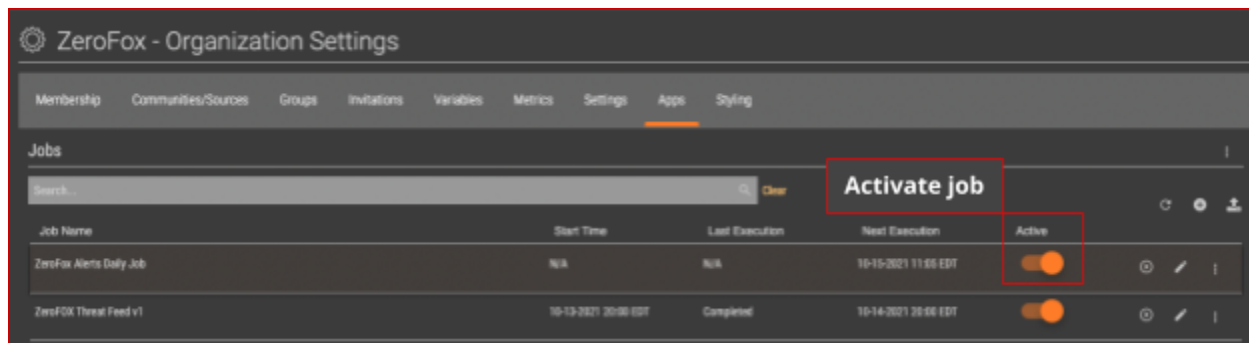 ZeroFox - Organization Settings
Membership Communities/Sources Groups Invitations Variables Metrics Settings Apps Styling
Jobs
Search... Clear
Activate job
Job Name Start Time Last Execution Next Execution Active
ZeroFox Alerts Daily Job N/A N/A 10-15-2021 11:05 EDT
ZeroFOX Threat Feed v1 10-13-2021 20:00 EDT Completed 10-14-2021 20:00 EDT